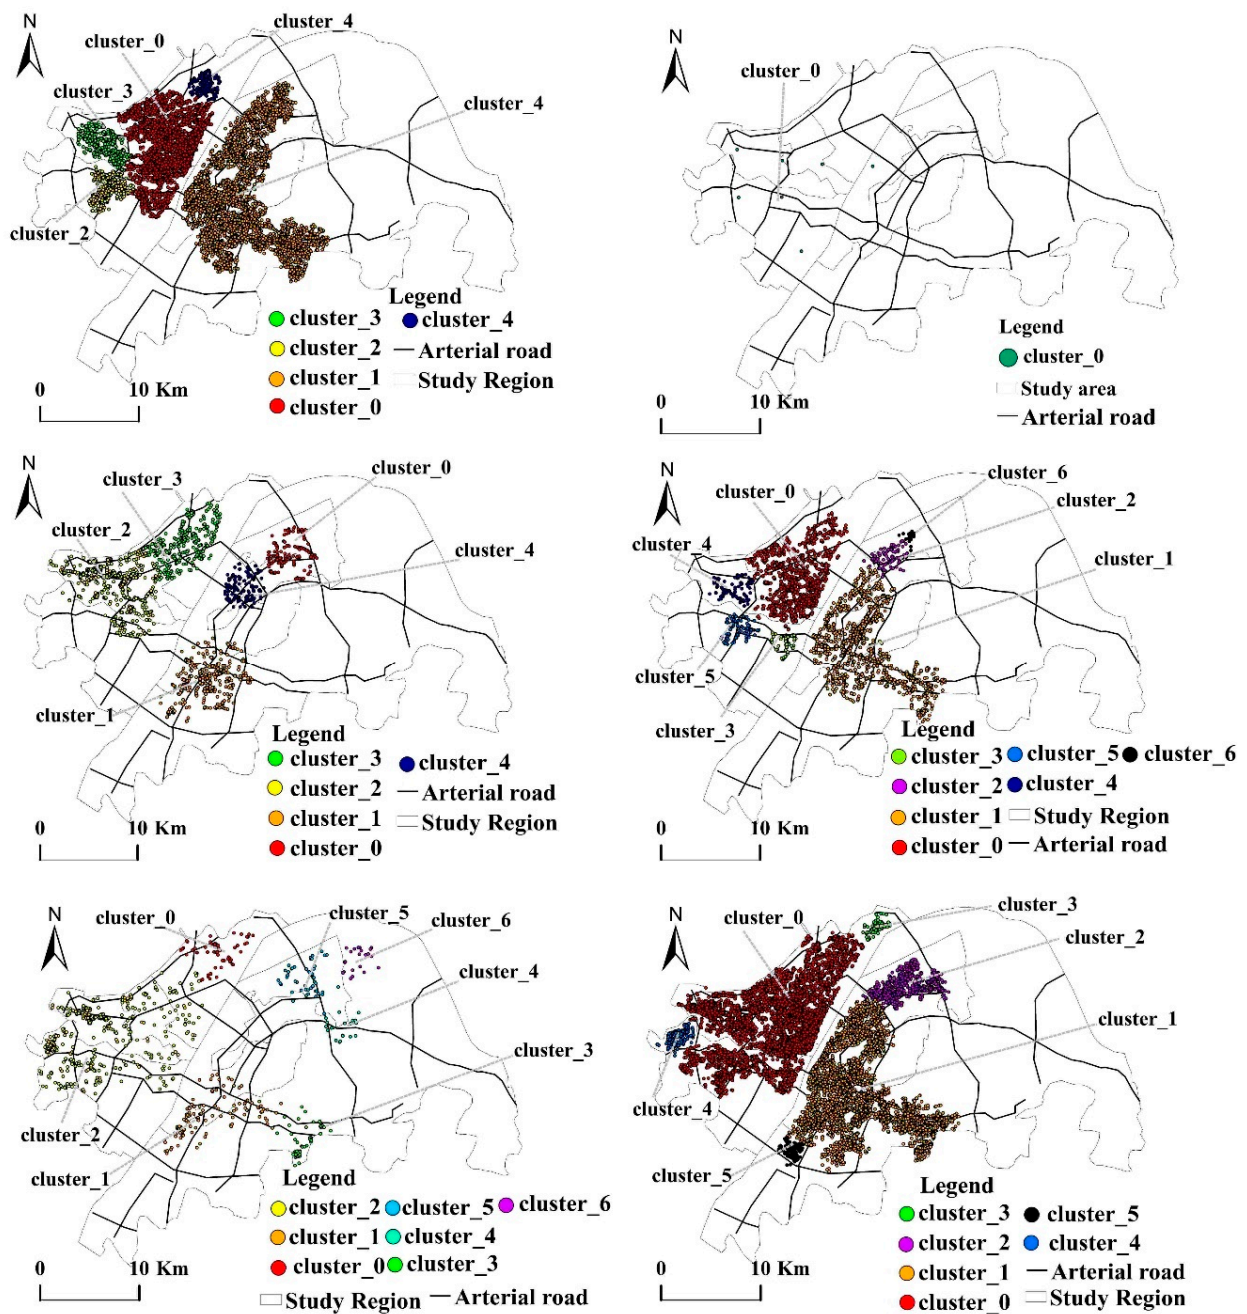 N
cluster_4
cluster_0
cluster_3
cluster_4
cluster_2
Legend
cluster_3
cluster_4
cluster_2
Arterial road
cluster_1
Study Region
cluster_0
0 10 Km
N
cluster_0
Legend
cluster_0
Study area
Arterial road
0 10 Km
N
cluster_0
cluster_3
cluster_2
cluster_4
cluster_1
Legend
cluster_3
cluster_4
cluster_2
Arterial road
cluster_1
Study Region
cluster_0
0 10 Km
N
cluster_6
cluster_0
cluster_2
cluster_4
cluster_1
cluster_5
cluster_3
Legend
cluster_3 cluster_5 cluster_6
cluster_2 cluster_4
cluster_1 Study Region
cluster_0 Arterial road
0 10 Km
N
cluster_0
cluster_5
cluster_6
cluster_4
cluster_3
cluster_2
cluster_1
Legend
cluster_2 cluster_5 cluster_6
cluster_1 cluster_4
cluster_0 cluster_3
Study Region Arterial road
0 10 Km
N
cluster_3
cluster_0
cluster_2
cluster_1
cluster_4
cluster_5
Legend
cluster_3 cluster_5
cluster_2 cluster_4
cluster_1 Arterial road
cluster_0 Study Region
0 10 Km